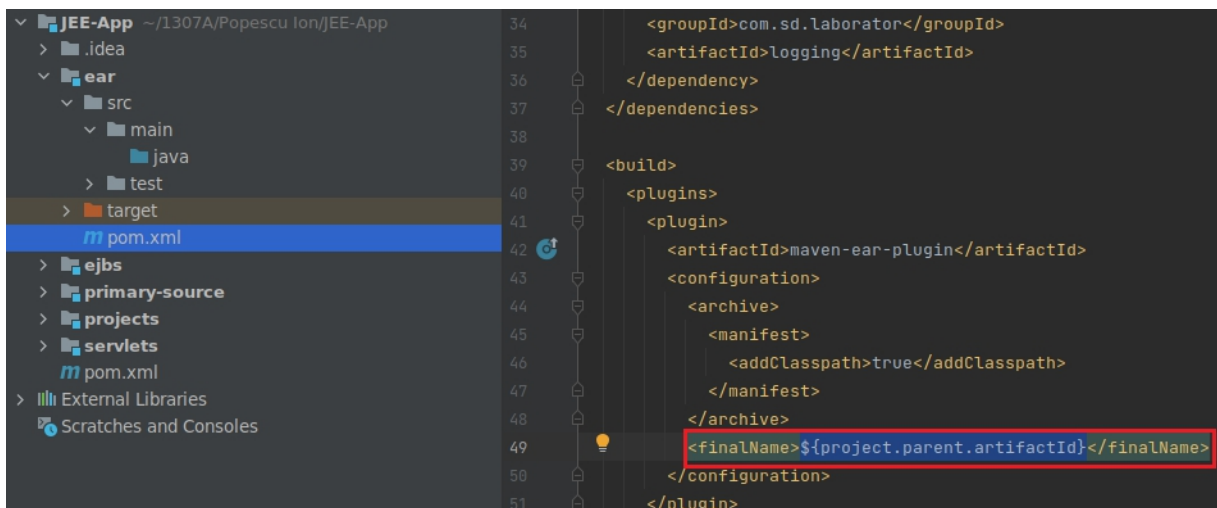 JEE-App ~/1307A/Popescu Ion/JEE-App
.idea
ear
src
main
java
test
target
pom.xml
ejbs
primary-source
projects
servlets
pom.xml
External Libraries
Scratches and Consoles
34 <groupId>com.sd.laborator</groupId>
35 <artifactId>logging</artifactId>
36 </dependency>
37 </dependencies>
38
39 <build>
40 <plugins>
41 <plugin>
42 <artifactId>maven-ear-plugin</artifactId>
43 <configuration>
44 <archive>
45 <manifest>
46 <addClasspath>true</addClasspath>
47 </manifest>
48 </archive>
49 <finalName>${project.parent.artifactId}</finalName>
50 </configuration>
51 </plugin>